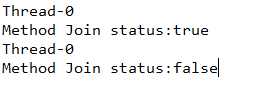 Thread-0
Method Join status:true
Thread-0
Method Join status:false